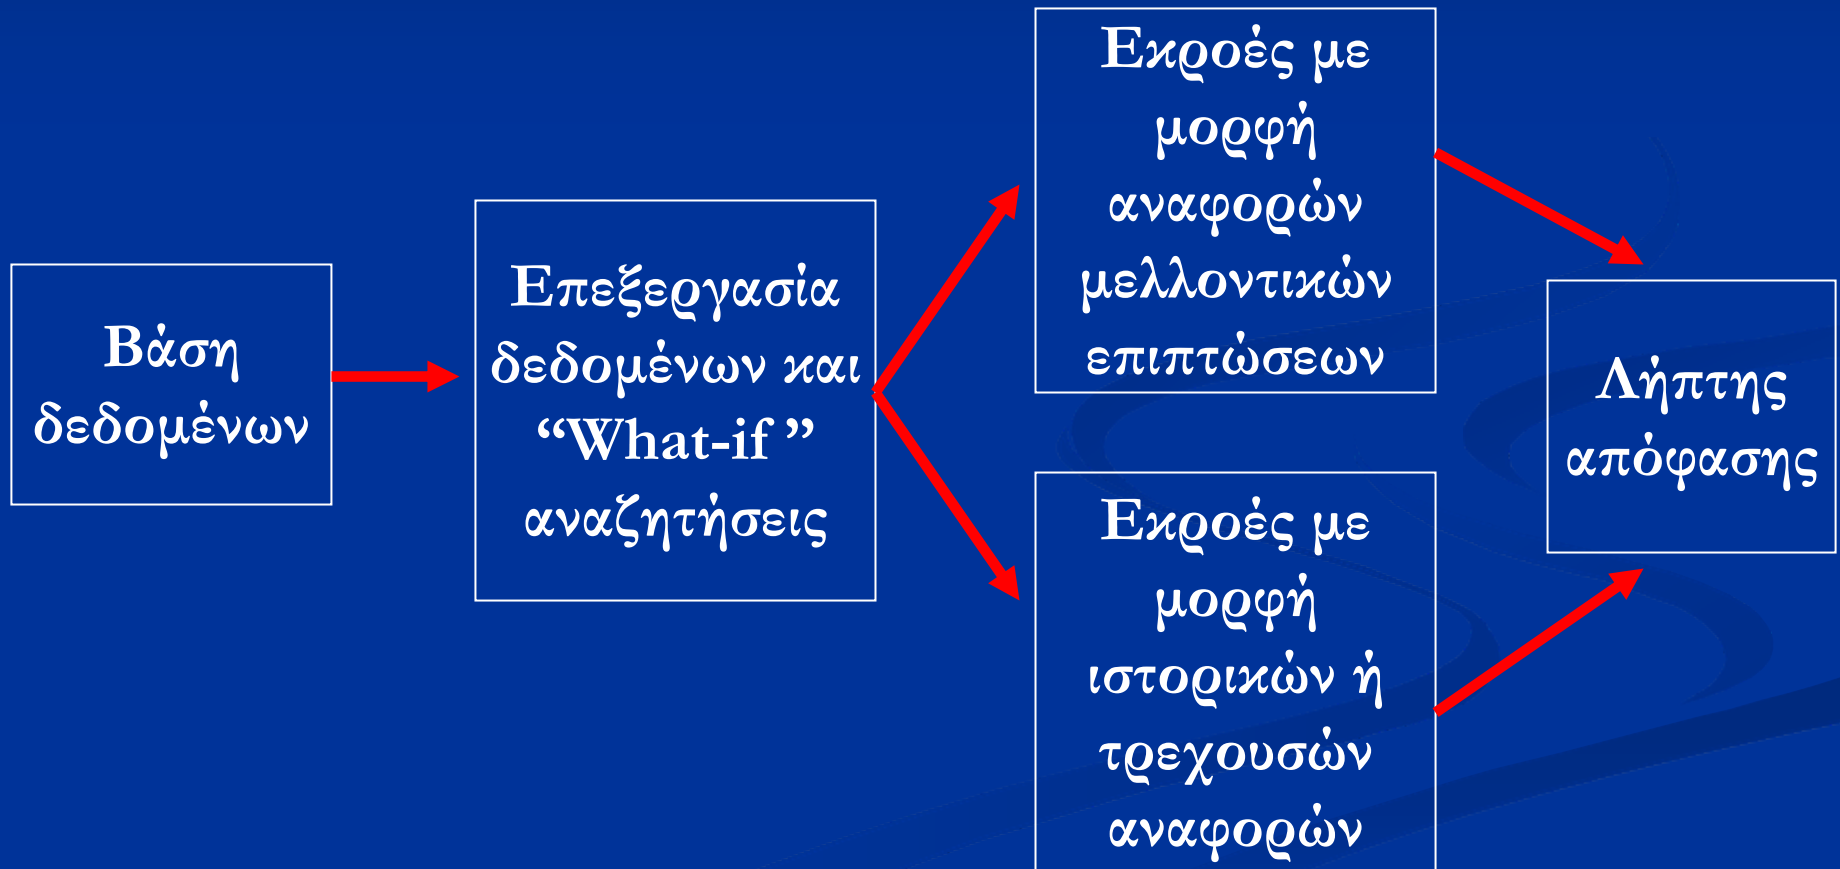 Βάση
δεδομένων
Επεξεργασία
δεδομένων και
“What-if ”
αναζητήσεις
Εκροές με
μορφή
αναφορών
μελλοντικών
επιπτώσεων
Εκροές με
μορφή
ιστορικών ή
τρεχουσών
αναφορών
Λήπτης
απόφασης